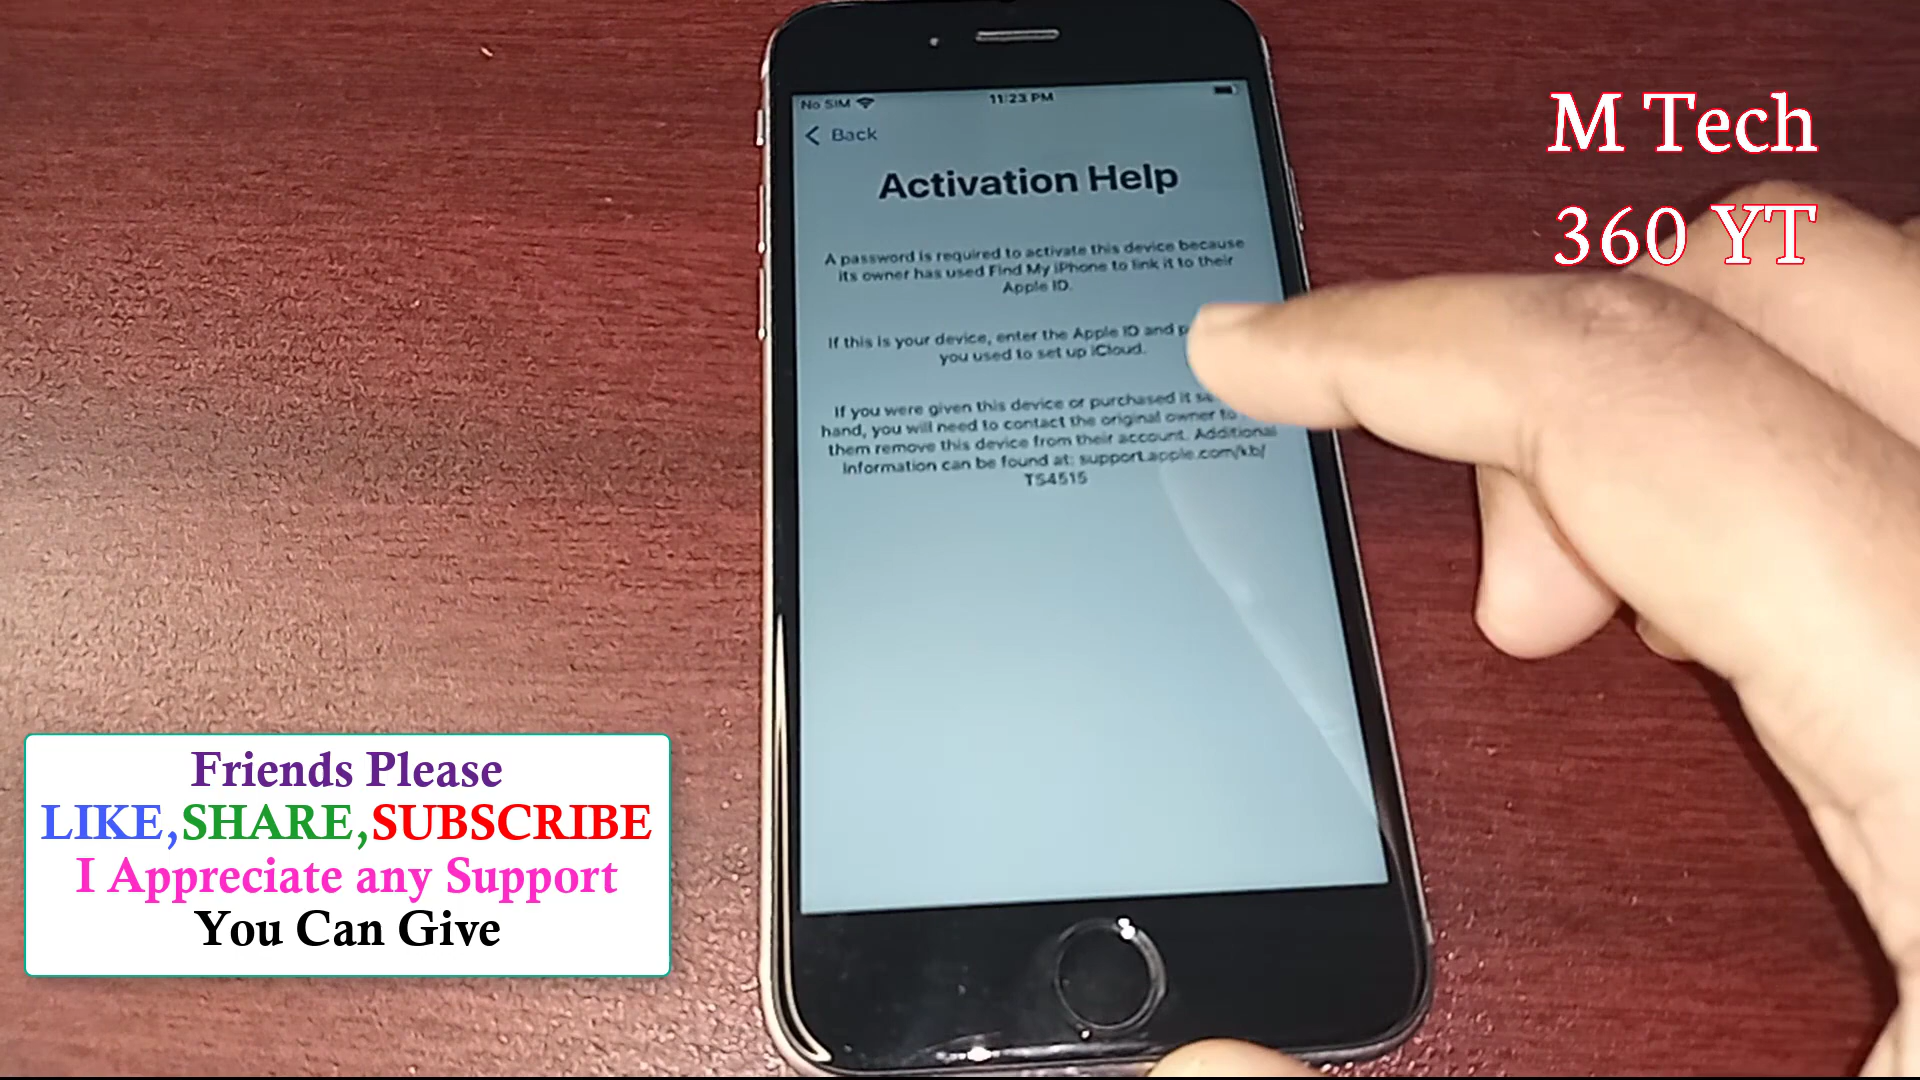 No SIM 11:23 PM
Back
Activation Help
A password is required to activate this device because
its owner has used Find My iPhone to link it to their
Apple ID.
If this is your device, enter the Apple ID and
you used to set up iCloud.
If you were given this device or purchased it
hand, you will need to contact the original owner to
them remove this device from their account. Additional
information can be found at: support.apple.com/kb/
TS4515
M Tech
360 YT
Friends Please
LIKE,SHARE,SUBSCRIBE
I Appreciate any Support
You Can Give